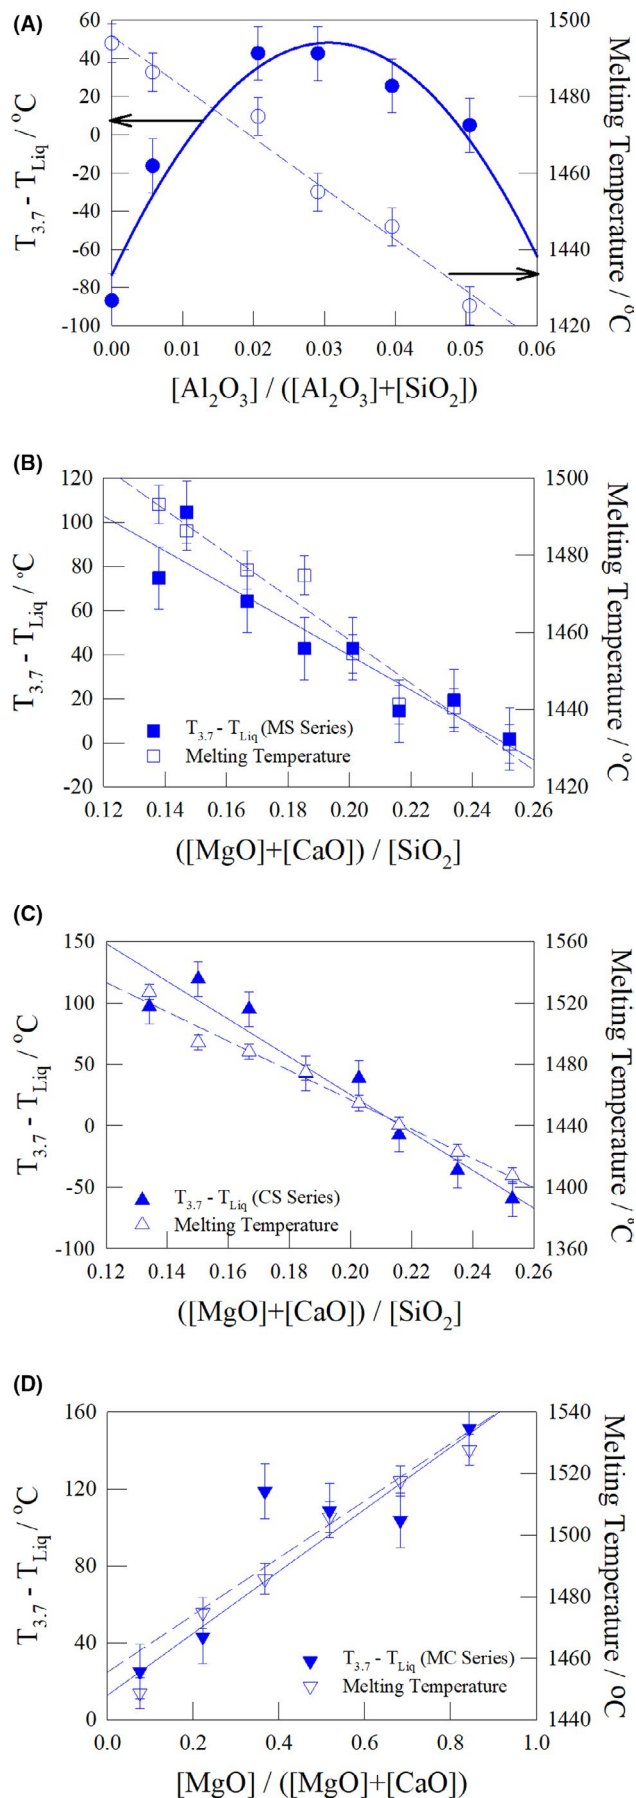 (A)
60
40
20
0
-20
-40
-60
-80
-100
T3.7 - TLiq / oC
1500
1480
1460
1440
1420
Melting Temperature / oC
0.00 0.01 0.02 0.03 0.04 0.05 0.06
[Al2O3] / ([Al2O3]+[SiO2])
(B)
120
100
80
60
40
20
0
-20
T3.7 - TLiq / oC
1500
1480
1460
1440
1420
Melting Temperature / oC
T3.7 - TLiq (MS Series)
Melting Temperature
0.12 0.14 0.16 0.18 0.20 0.22 0.24 0.26
([MgO]+[CaO]) / [SiO2]
(C)
150
100
50
0
-50
-100
T3.7 - TLiq / oC
1560
1520
1480
1440
1400
1360
Melting Temperature / oC
T3.7 - TLiq (CS Series)
Melting Temperature
0.12 0.14 0.16 0.18 0.20 0.22 0.24 0.26
([MgO]+[CaO]) / [SiO2]
(D)
160
120
80
40
0
T3.7 - TLiq / oC
1540
1520
1500
1480
1460
1440
Melting Temperature / oC
T3.7 - TLiq (MC Series)
Melting Temperature
0.0 0.2 0.4 0.6 0.8 1.0
[MgO] / ([MgO]+[CaO])